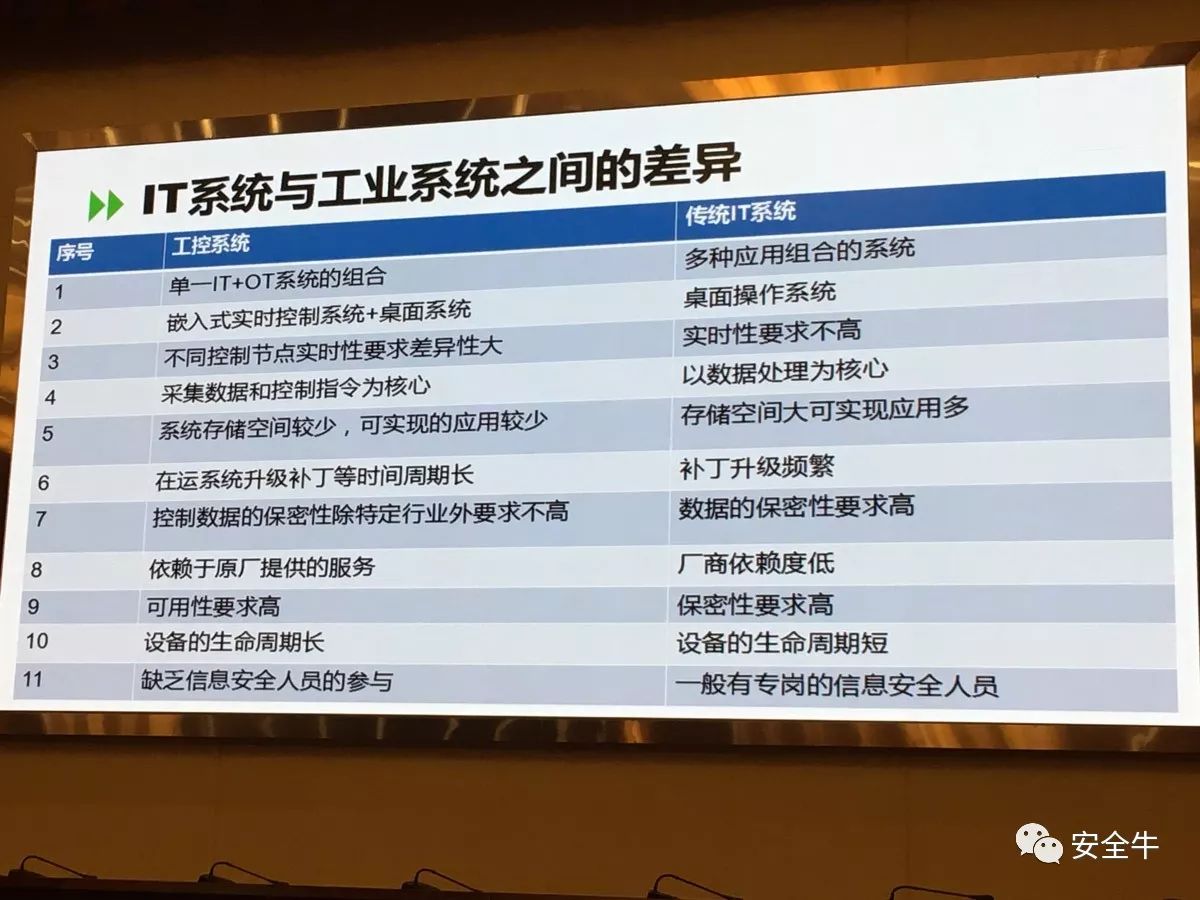 IT系统与工业系统之间的差异
序号 工控系统 传统IT系统
1 单一IT+OT系统的组合 多种应用组合的系统
2 嵌入式实时控制系统+桌面系统 桌面操作系统
3 不同控制节点实时性要求差异性大 实时性要求不高
4 采集数据和控制指令为核心 以数据处理为核心
5 系统存储空间较少，可实现的应用较少 存储空间大可实现应用多
6 在运系统升级补丁等时间周期长 补丁升级频繁
7 控制数据的保密性除特定行业外要求不高 数据的保密性要求高
8 依赖于原厂提供的服务 厂商依赖度低
9 可用性要求高 保密性要求高
10 设备的生命周期长 设备的生命周期短
11 缺乏信息安全人员的参与 一般有专岗的信息安全人员
安全牛